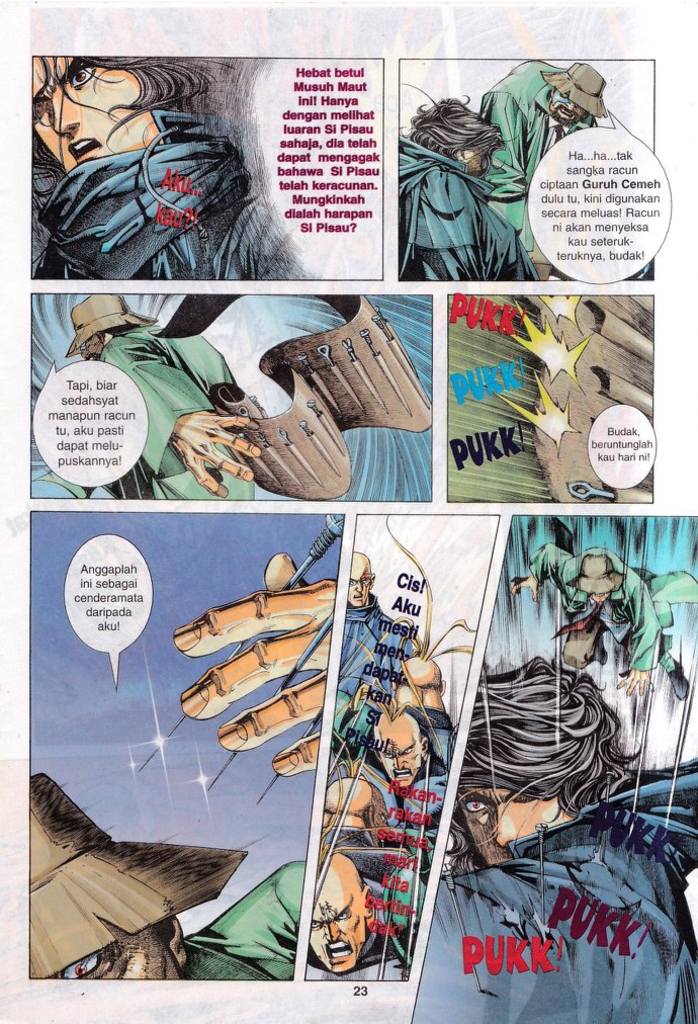 Aku...
kau?!
Hebat betul
Musuh Maut
ini! Hanya
dengan melihat
luaran Si Pisau
sahaja, dia telah
dapat mengagak
bahawa Si Pisau
telah keracunan.
Mungkinkah
dialah harapan
Si Pisau?
Ha...ha...tak
sangka racun
ciptaan Guruh Cemeh
dulu tu, kini digunakan
secara meluas! Racun
ni akan menyeksa
kau seteruk-
teruknya, budak!
Tapi, biar
sedahsyat
manapun racun
tu, aku pasti
dapat melu-
puskannya!
PUKK!
PUKK!
PUKK!
Budak,
beruntunglah
kau hari ni!
Anggaplah
ini sebagai
cenderamata
daripada
aku!
Cis!
Aku
mesti
men-
dapat-
kan
Si
Pisau!
Rakan-
rakan
semua,
mari
kita
bertin-
dak!
PUKK!
PUKK!
PUKK!
23